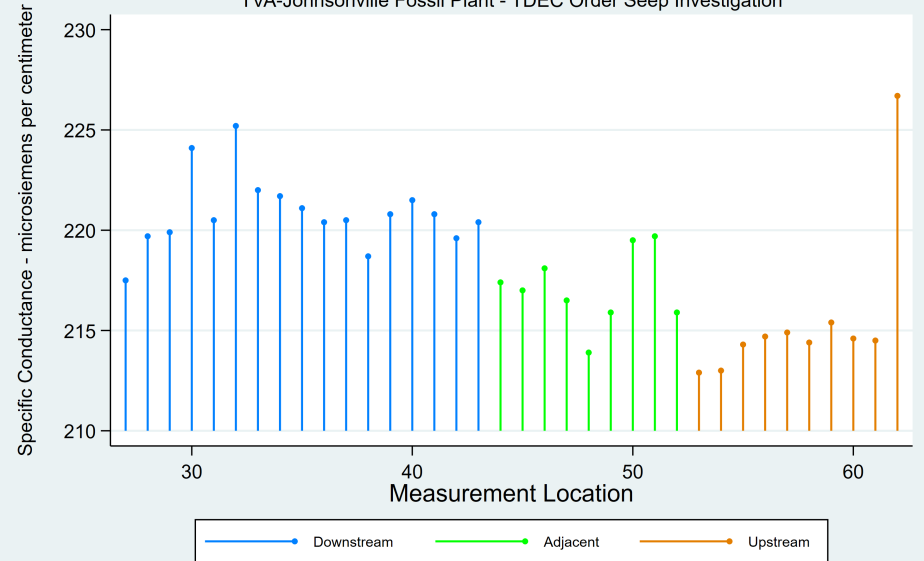 TVA-Johnsonville Fossil Plant - TDEC Order Seep Investigation
Specific Conductance - microsiemens per centimeter
230
225
220
215
210
30 40 50 60
Measurement Location
Downstream Adjacent Upstream